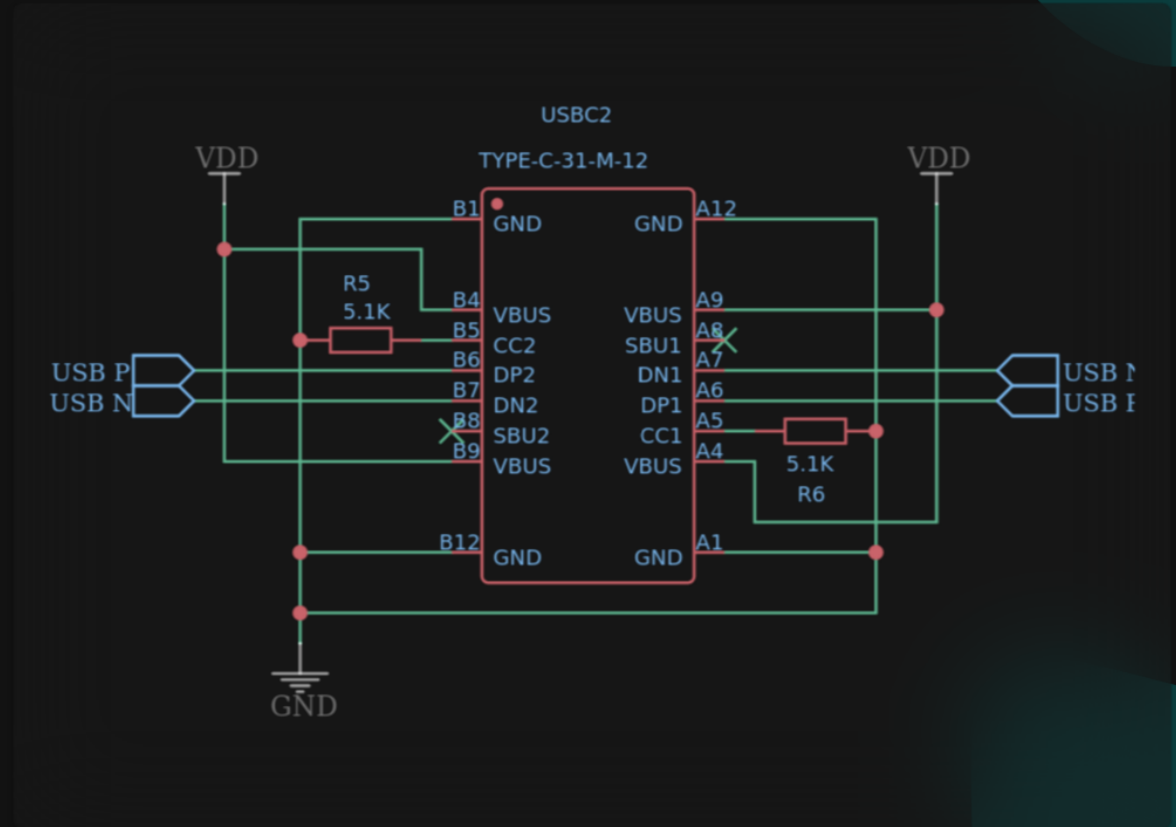 USBC2
TYPE-C-31-M-12
VDD
VDD
B1 GND GND A12
R5
5.1K
B4 VBUS VBUS A9
B5 CC2 SBU1 A8
USB P B6 DP2 DN1 A7 USB
USB N B7 DN2 DP1 A6 USB
B8 SBU2 CC1 A5
B9 VBUS VBUS A4
5.1K
R6
B12 GND GND A1
GND